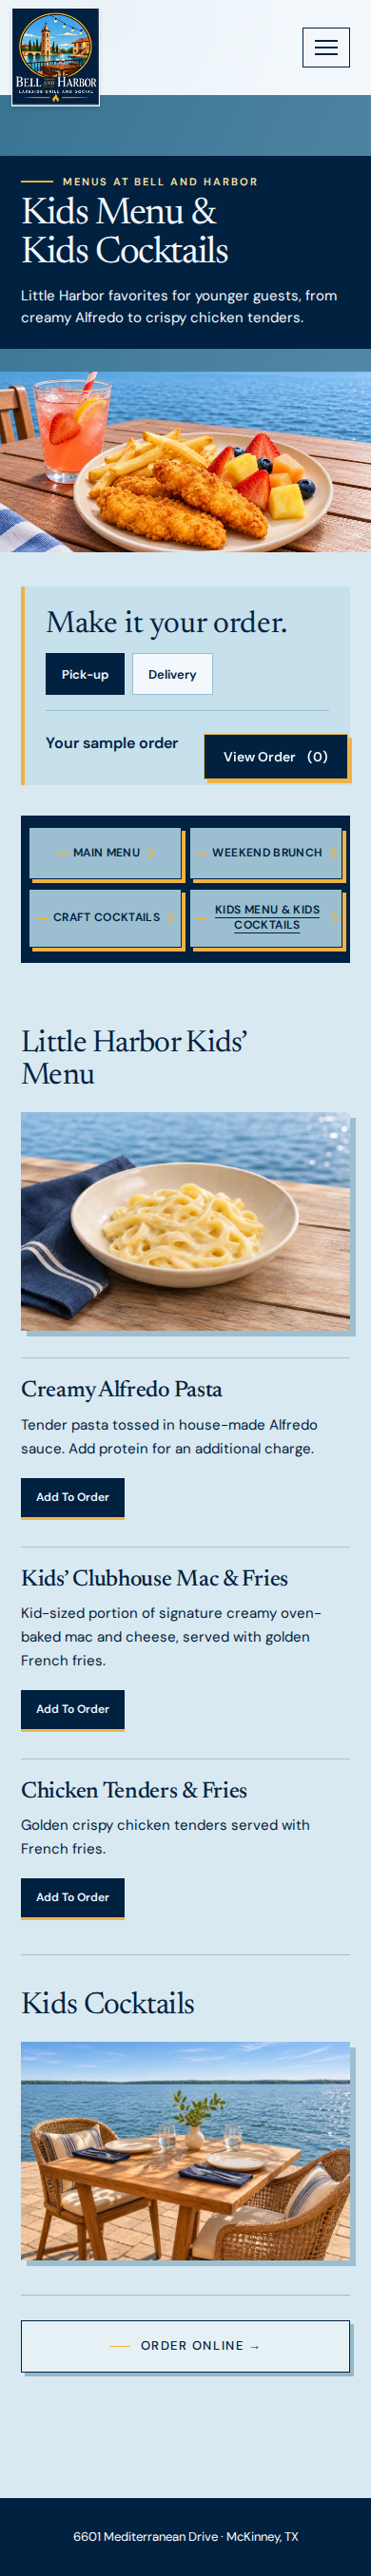 BELL AND HARBOR
LAKESIDE GRILL AND SOCIAL
MENUS AT BELL AND HARBOR
Kids Menu &
Kids Cocktails
Little Harbor favorites for younger guests, from
creamy Alfredo to crispy chicken tenders.
Make it your order.
Pick-up
Delivery
Your sample order
View Order (0)
MAIN MENU
WEEKEND BRUNCH
CRAFT COCKTAILS
KIDS MENU & KIDS
COCKTAILS
Little Harbor Kids’
Menu
Creamy Alfredo Pasta
Tender pasta tossed in house-made Alfredo
sauce. Add protein for an additional charge.
Add To Order
Kids’ Clubhouse Mac & Fries
Kid-sized portion of signature creamy oven-
baked mac and cheese, served with golden
French fries.
Add To Order
Chicken Tenders & Fries
Golden crispy chicken tenders served with
French fries.
Add To Order
Kids Cocktails
ORDER ONLINE →
6601 Mediterranean Drive · McKinney, TX